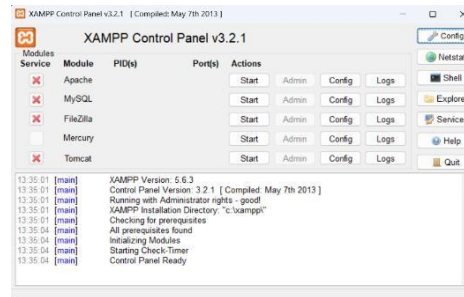 XAMPP Control Panel v3.2.1 [ Compiled: May 7th 2013 ]
XAMPP Control Panel v3.2.1
Config
Modules
Service Module PID(s) Port(s) Actions
Netstat
Apache Start Admin Config Logs
Shell
MySQL Start Admin Config Logs
Explore
FileZilla Start Admin Config Logs
Service
Mercury Start Admin Config Logs
Help
Tomcat Start Admin Config Logs
Quit
13:35:01 [main] XAMPP Version: 5.6.3
13:35:01 [main] Control Panel Version: 3.2.1 [ Compiled: May 7th 2013 ]
13:35:01 [main] Running with Administrator rights - good!
13:35:01 [main] XAMPP Installation Directory: "c:\xampp\"
13:35:01 [main] Checking for prerequisites
13:35:04 [main] All prerequisites found
13:35:04 [main] Initializing Modules
13:35:04 [main] Starting Check-Timer
13:35:04 [main] Control Panel Ready